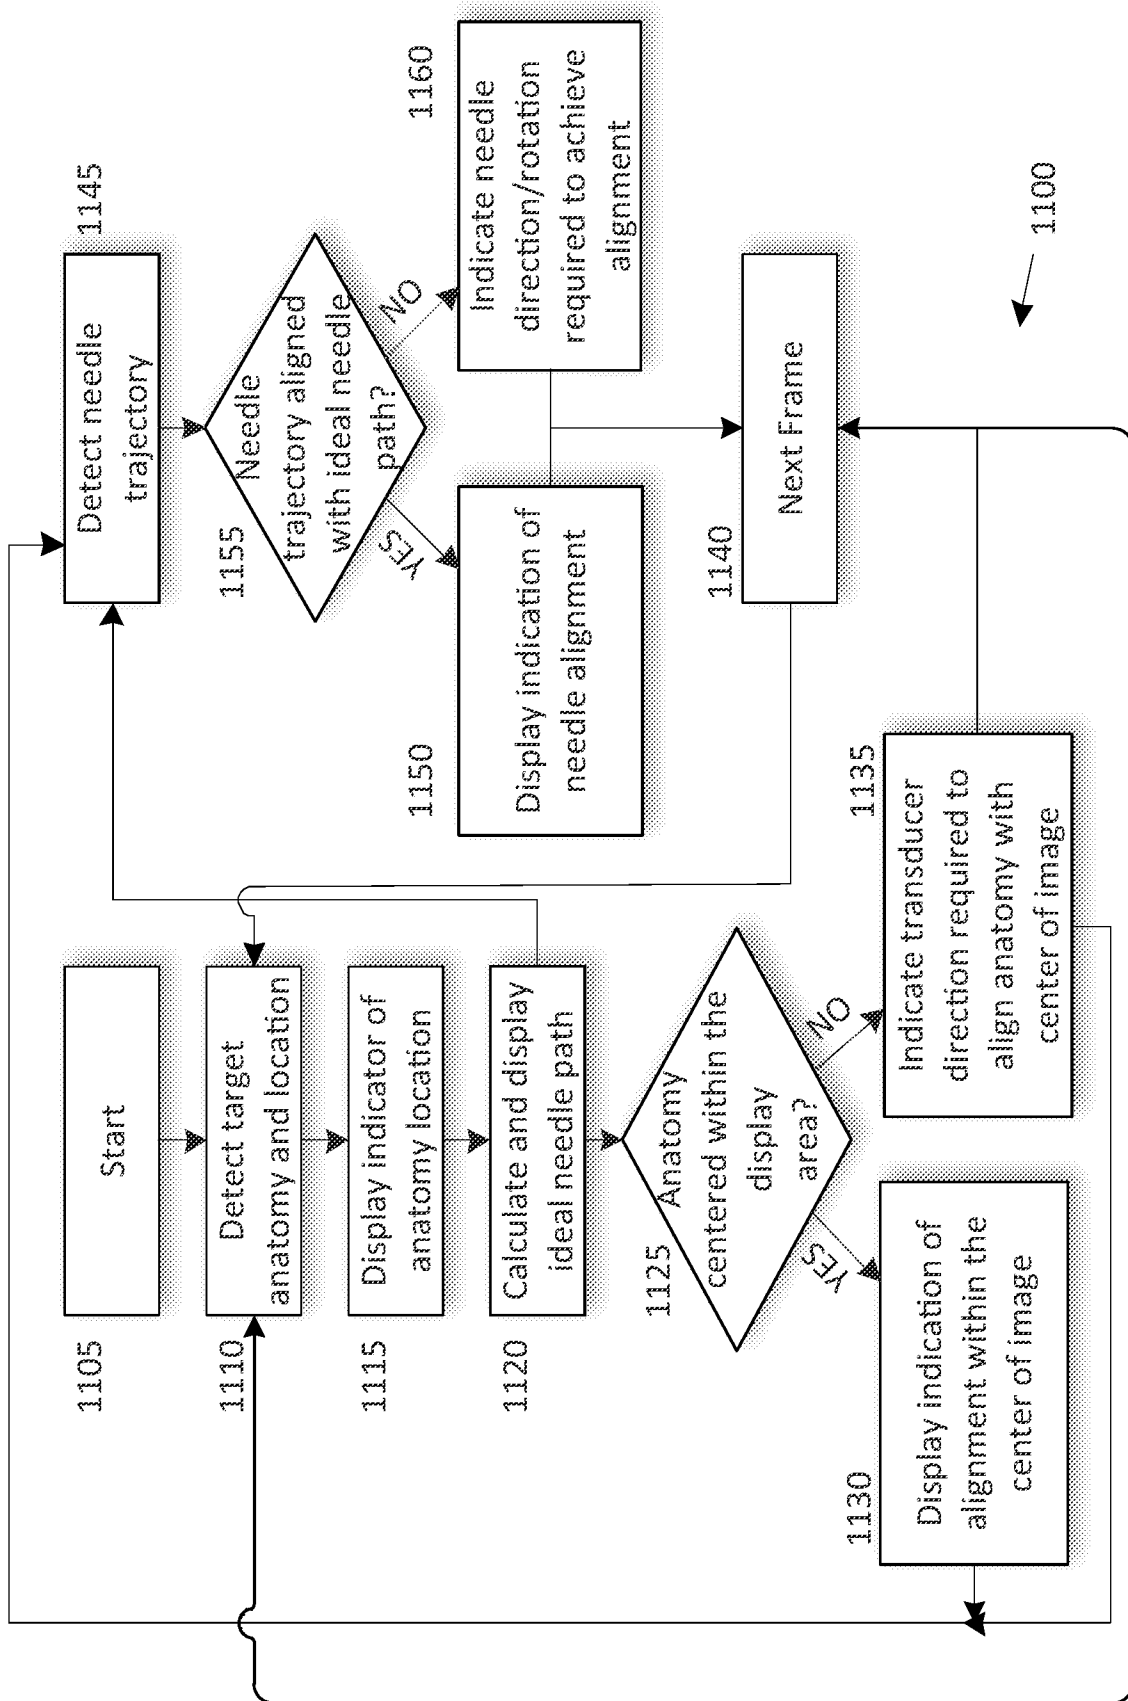 Start
1105
Detect target
anatomy and location
1110
Display indicator of
anatomy location
1115
Calculate and display
ideal needle path
1120
Anatomy
centered within the
display
area?
1125
YES
NO
Display indication of
alignment within the
center of image
1130
Indicate transducer
direction required to
align anatomy with
center of image
1135
Detect needle
trajectory
1145
Needle
trajectory aligned
with ideal needle
path?
1155
YES
NO
Display indication of
needle alignment
1150
Indicate needle
direction/rotation
required to achieve
alignment
1160
Next Frame
1140
1100